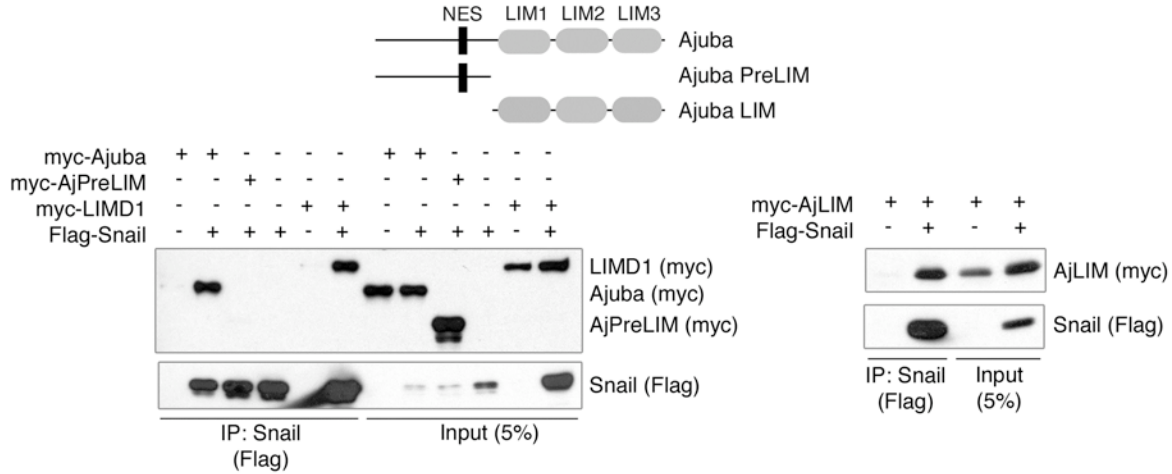 NES LIM1 LIM2 LIM3
Ajuba
Ajuba PreLIM
Ajuba LIM
myc-Ajuba + + - - - - + + - - - -
myc-AjPreLIM - - + - - - - - + - - -
myc-LIMD1 - - - - + + - - - - + +
Flag-Snail - + + + - + - + + + - +
LIMD1 (myc)
Ajuba (myc)
AjPreLIM (myc)
Snail (Flag)
IP: Snail
(Flag)
Input (5%)
myc-AjLIM + + + +
Flag-Snail - + - +
AjLIM (myc)
Snail (Flag)
IP: Snail
(Flag)
Input
(5%)